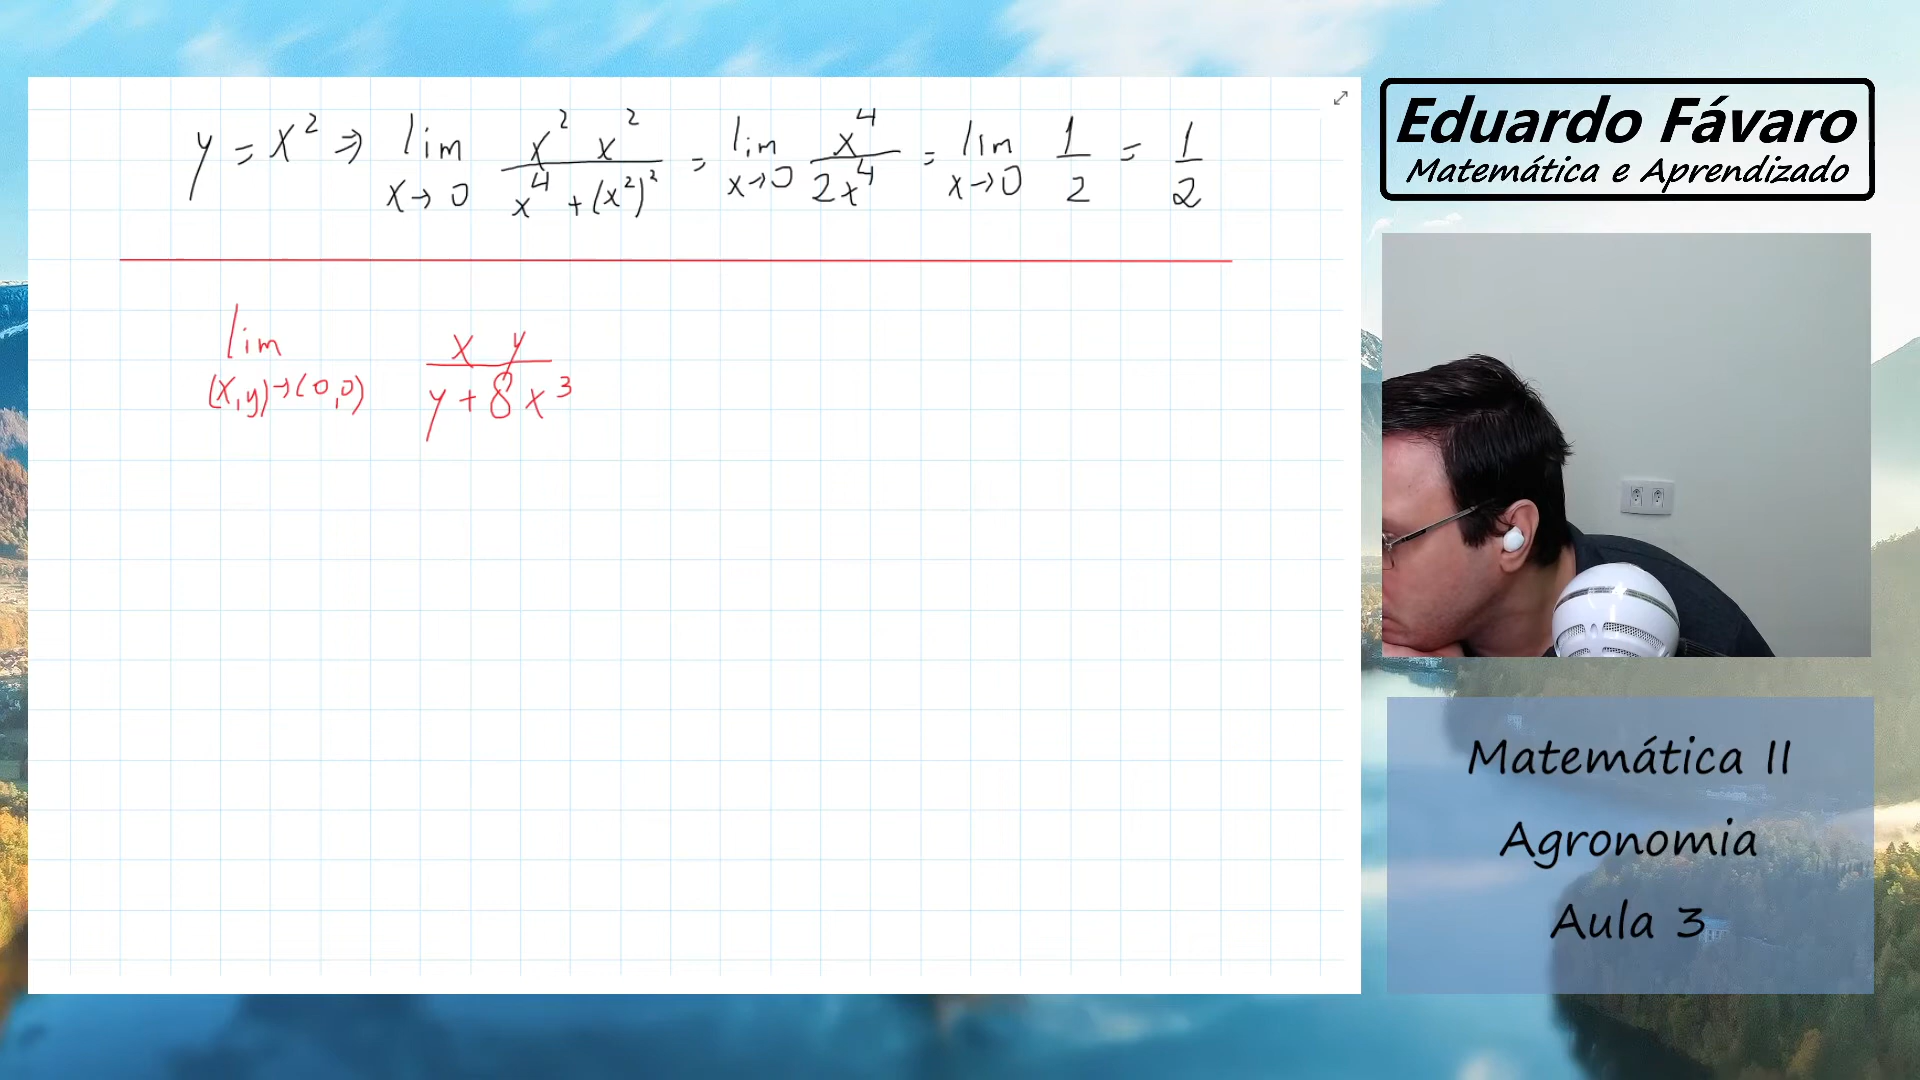 y = x² ⇒ lim x→0 x² x² / x⁴ + (x²)² = lim x→0 x⁴ / 2x⁴ = lim x→0 1/2 = 1/2
lim (x,y)→(0,0) x y / y + 8x³
Eduardo Fávaro
Matemática e Aprendizado
Matemática II
Agronomia
Aula 3